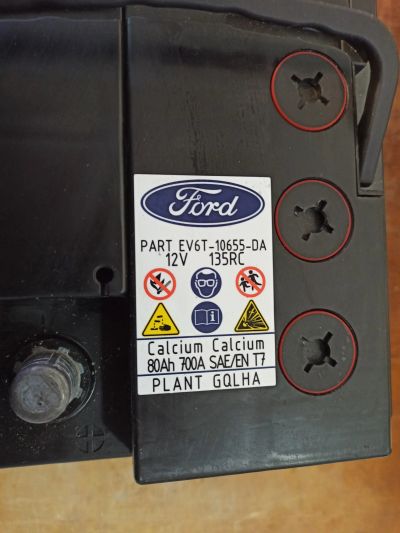 Ford
PART EV6T-10655-DA
12V 135RC
Calcium Calcium
80Ah 700A SAE/EN T7
PLANT GQLHA